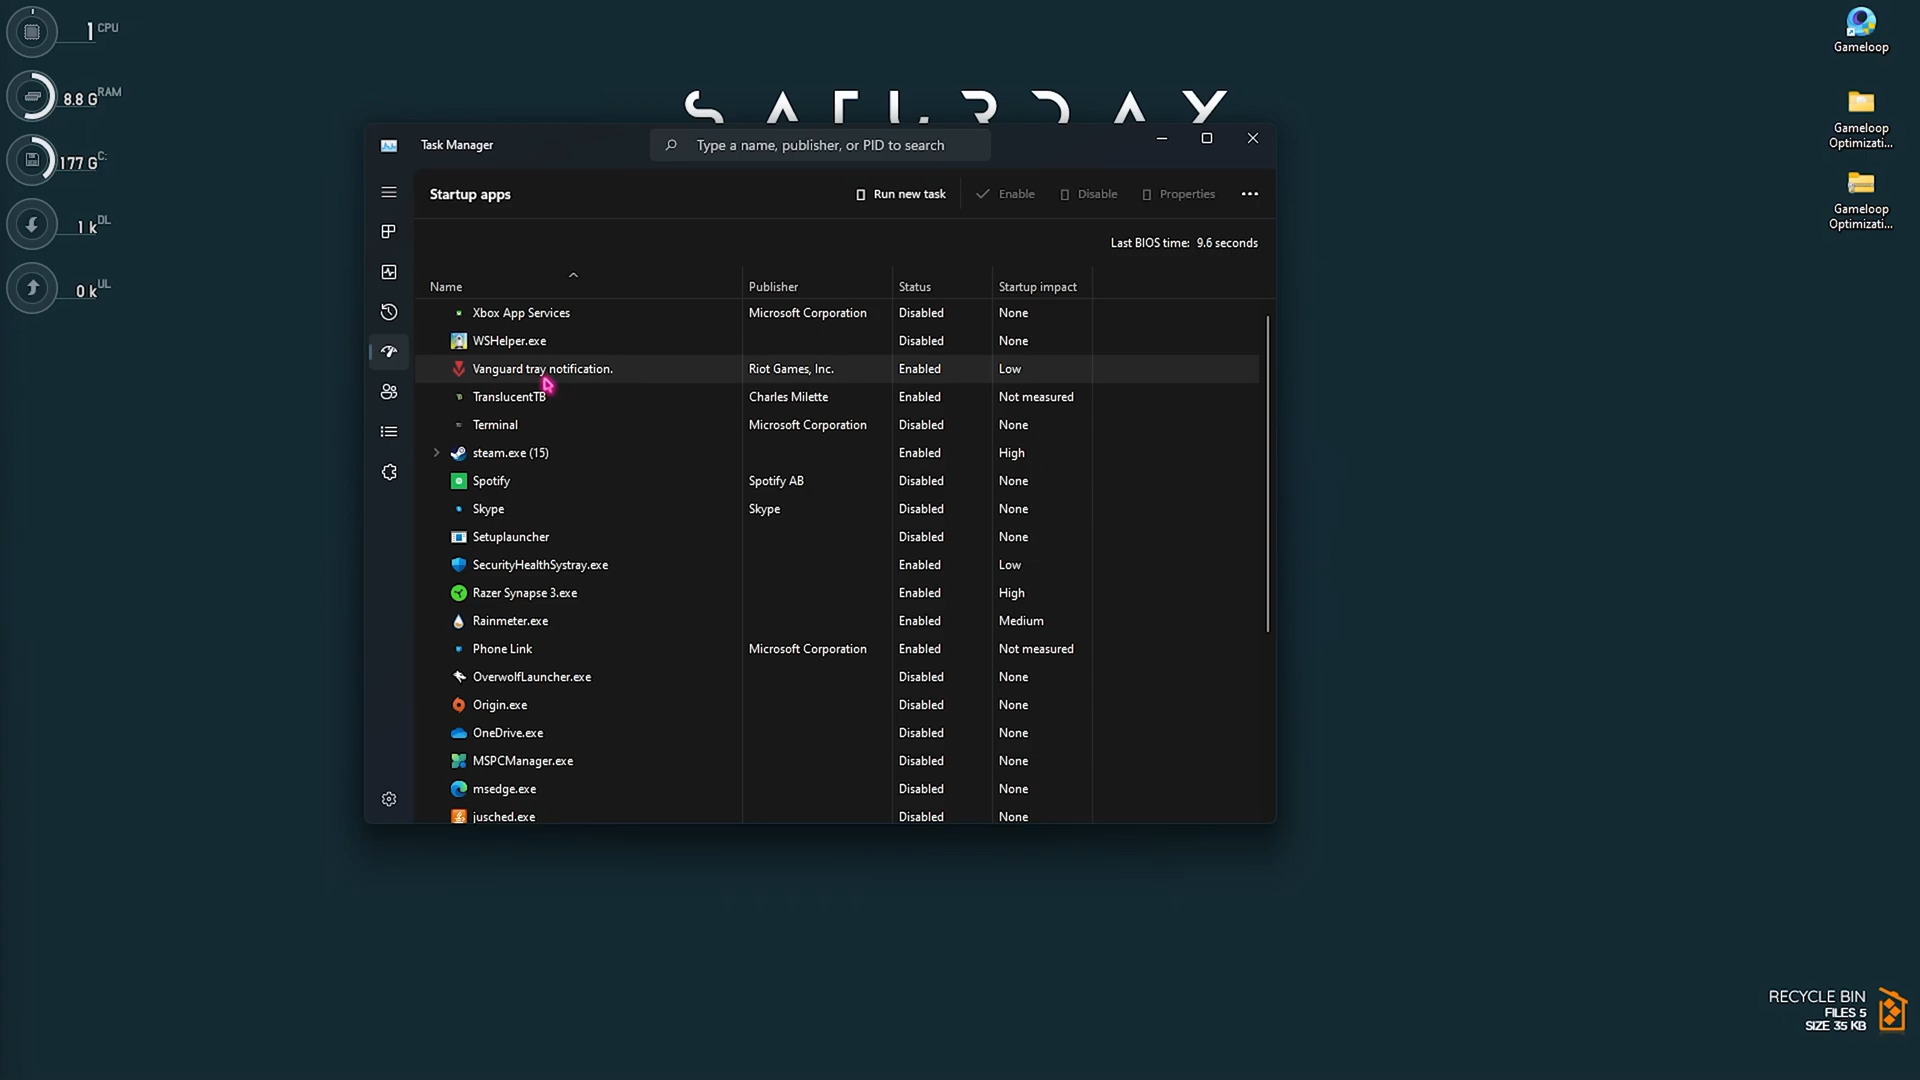 1 CPU
8.8 G RAM
177 G C:
1 k DL
0 k UL
SATURDAY
Gameloop
Gameloop
Optimizati...
Gameloop
Optimizati...
Task Manager
Type a name, publisher, or PID to search
Startup apps
Run new task
Enable
Disable
Properties
Last BIOS time: 9.6 seconds
Name Publisher Status Startup impact
Xbox App Services Microsoft Corporation Disabled None
WSHelper.exe Disabled None
Vanguard tray notification. Riot Games, Inc. Enabled Low
TranslucentTB Charles Milette Enabled Not measured
Terminal Microsoft Corporation Disabled None
steam.exe (15) Enabled High
Spotify Spotify AB Disabled None
Skype Skype Disabled None
Setuplauncher Disabled None
SecurityHealthSystray.exe Enabled Low
Razer Synapse 3.exe Enabled High
Rainmeter.exe Enabled Medium
Phone Link Microsoft Corporation Enabled Not measured
OverwolfLauncher.exe Disabled None
Origin.exe Disabled None
OneDrive.exe Disabled None
MSPCManager.exe Disabled None
msedge.exe Disabled None
jusched.exe Disabled None
RECYCLE BIN
FILES 5
SIZE 35 KB